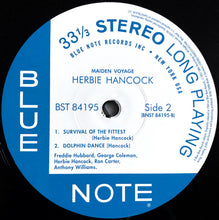 33⅓ STEREO LONG PLAYING
BLUE NOTE RECORDS INC • NEW YORK USA
MAIDEN VOYAGE
HERBIE HANCOCK
BST 84195
Side 2
(BNST 84195-B)
1. SURVIVAL OF THE FITTEST
(Herbie Hancock)
2. DOLPHIN DANCE (Hancock)
Freddie Hubbard, George Coleman,
Herbie Hancock, Ron Carter,
Anthony Williams.
BLUE
NOTE